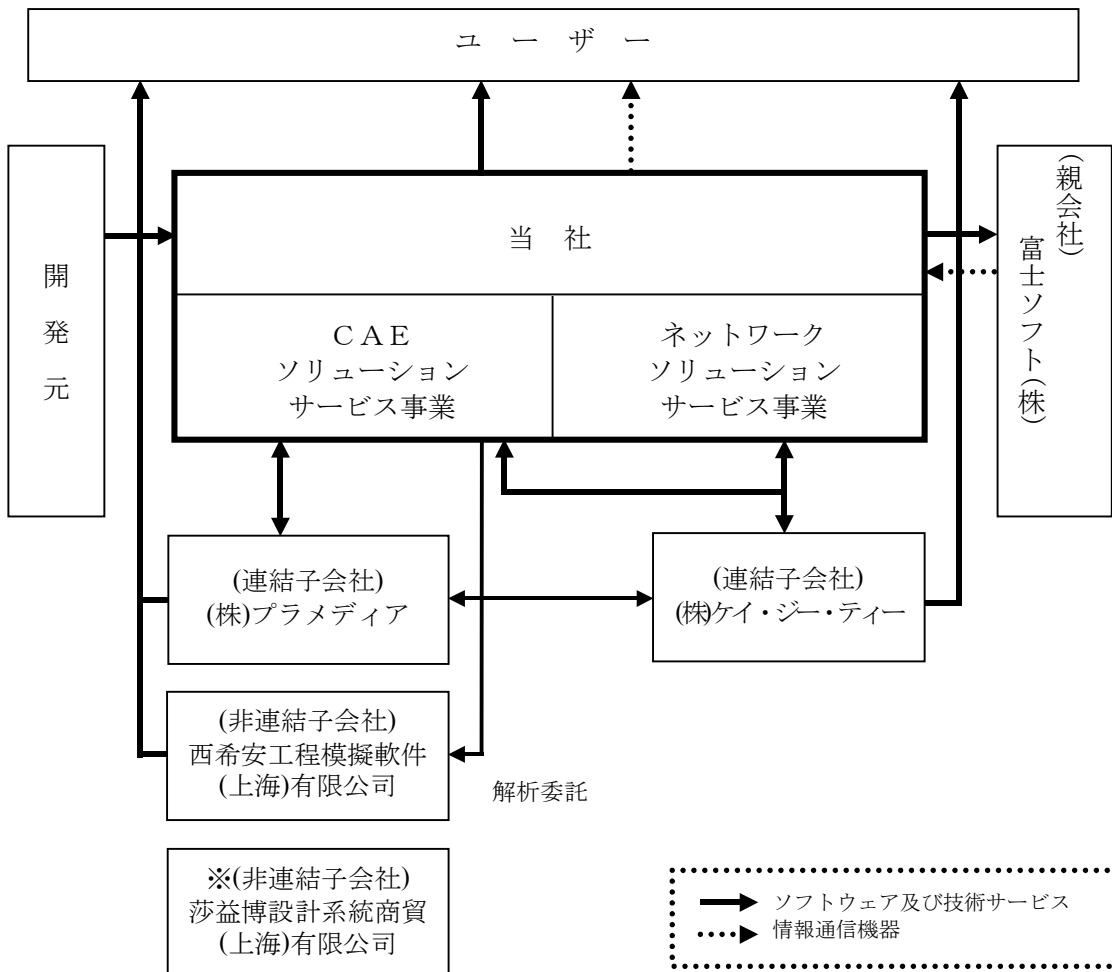 ユ ー ザ ー
開発元
当 社
ＣＡＥ
ソリューション
サービス事業
ネットワーク
ソリューション
サービス事業
(親会社)
富士ソフト(株)
(連結子会社)
(株)プラメディア
(連結子会社)
(株)ケイ・ジー・ティー
(非連結子会社)
西希安工程模擬軟件
(上海)有限公司
解析委託
※(非連結子会社)
莎益博設計系統商貿
(上海)有限公司
ソフトウェア及び技術サービス
情報通信機器